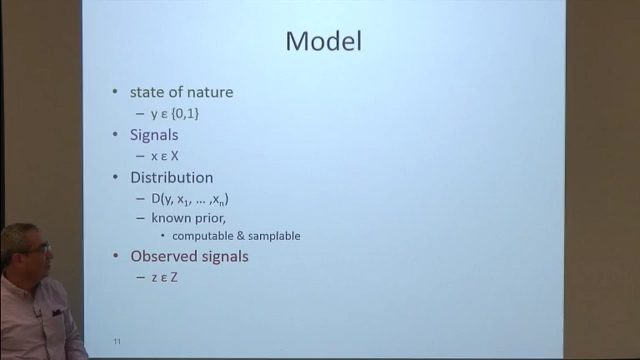 Model
• state of nature
– y ε {0,1}
• Signals
– x ε X
• Distribution
– D(y, x₁, … ,xₙ)
– known prior,
• computable & samplable
• Observed signals
– z ε Z
11